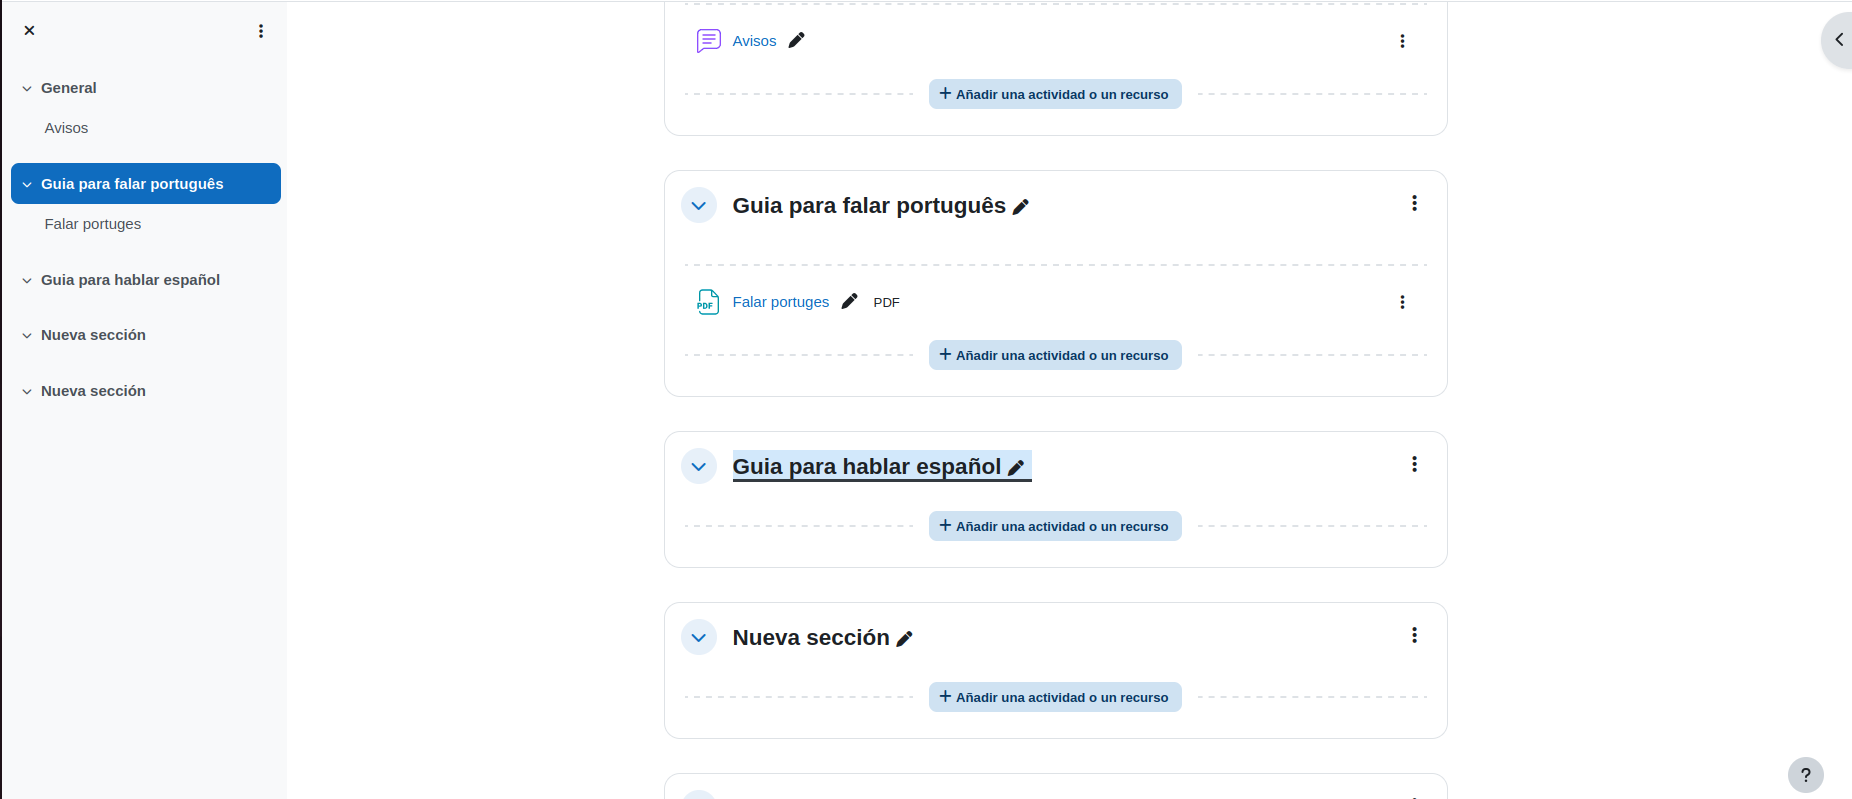 General
Avisos
Guia para falar português
Falar portuges
Guia para hablar español
Nueva sección
Nueva sección
Avisos
+ Añadir una actividad o un recurso
Guia para falar português
PDF Falar portuges PDF
+ Añadir una actividad o un recurso
Guia para hablar español
+ Añadir una actividad o un recurso
Nueva sección
+ Añadir una actividad o un recurso
?